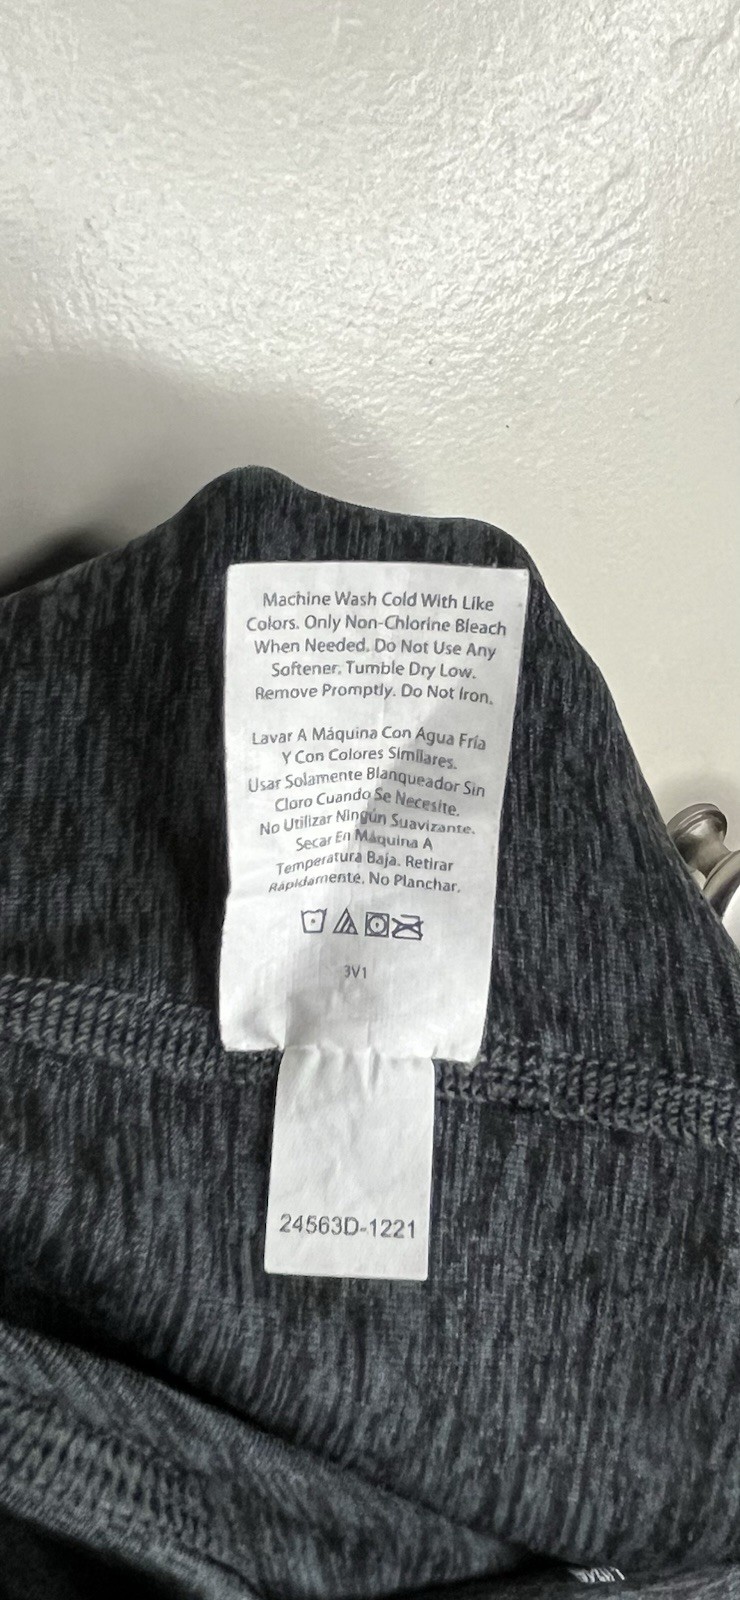 Machine Wash Cold With Like
Colors. Only Non-Chlorine Bleach
When Needed. Do Not Use Any
Softener. Tumble Dry Low.
Remove Promptly. Do Not Iron.
Lavar A Máquina Con Agua Fría
Y Con Colores Similares.
Usar Solamente Blanqueador Sin
Cloro Cuando Se Necesite.
No Utilizar Ningún Suavizante.
Secar En Máquina A
Temperatura Baja. Retirar
Rápidamente. No Planchar.
3V1
24563D-1221